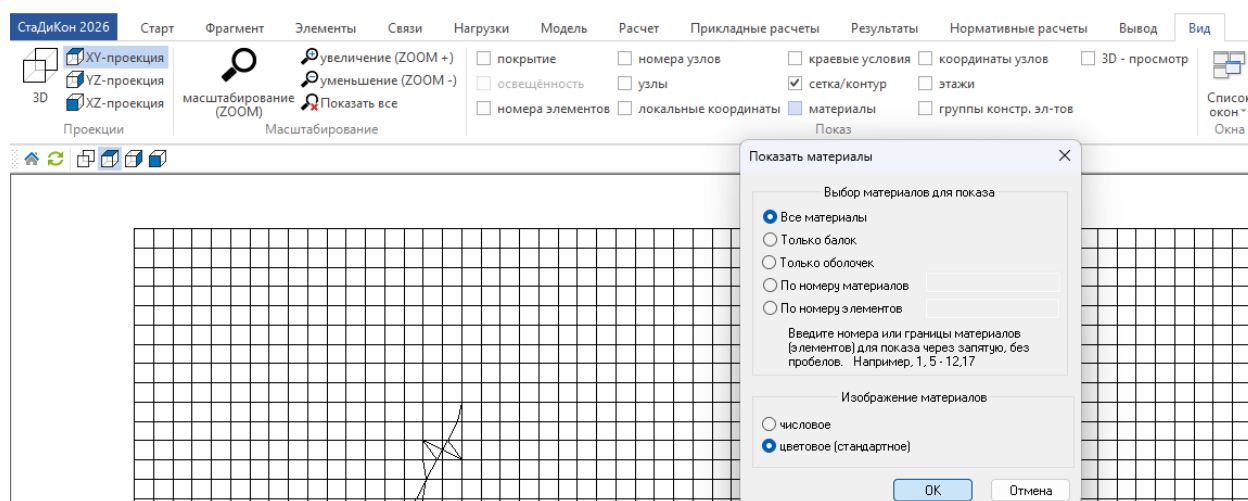 СтаДиКон 2026 Старт Фрагмент Элементы Связи Нагрузки Модель Расчет Прикладные расчеты Результаты Нормативные расчеты Вывод Вид
3D
XY-проекция
YZ-проекция
XZ-проекция
Проекции
масштабирование
(ZOOM)
увеличение (ZOOM +)
уменьшение (ZOOM -)
Показать все
Масштабирование
покрытие номера узлов краевые условия координаты узлов 3D - просмотр
освещённость узлы сетка/контур этажи
номера элементов локальные координаты материалы группы констр. эл-тов
Показ
Список
окон
Окна
Показать материалы
Выбор материалов для показа
Все материалы
Только балок
Только оболочек
По номеру материалов
По номеру элементов
Введите номера или границы материалов
(элементов) для показа через запятую, без
пробелов. Например, 1, 5 - 12,17
Изображение материалов
числовое
цветовое (стандартное)
OK Отмена